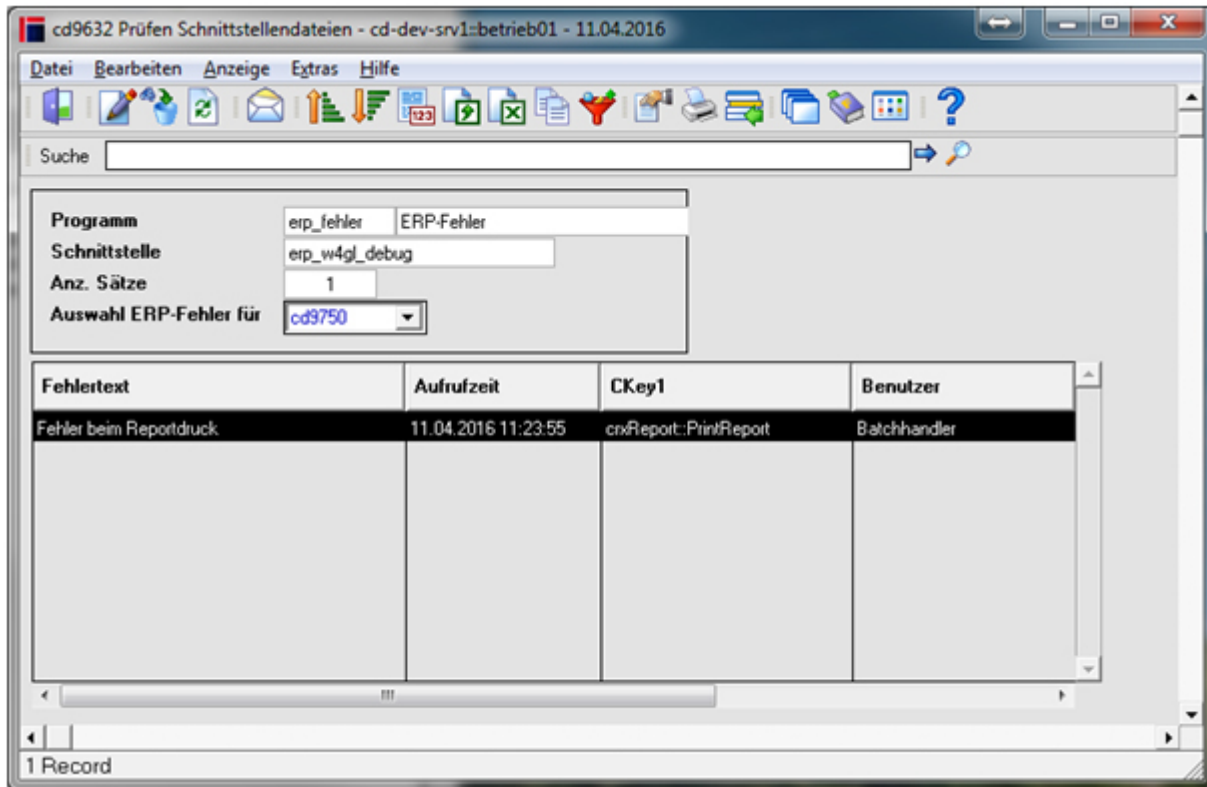 cd9632 Prüfen Schnittstellendateien - cd-dev-srv1::betrieb01 - 11.04.2016
Datei Bearbeiten Anzeige Extras Hilfe
123
Suche
Programm erp_fehler ERP-Fehler
Schnittstelle erp_w4gl_debug
Anz. Sätze 1
Auswahl ERP-Fehler für cd9750
Fehlertext Aufrufzeit CKey1 Benutzer
Fehler beim Reportdruck 11.04.2016 11:23:55 crxReport::PrintReport Batchhandler
1 Record